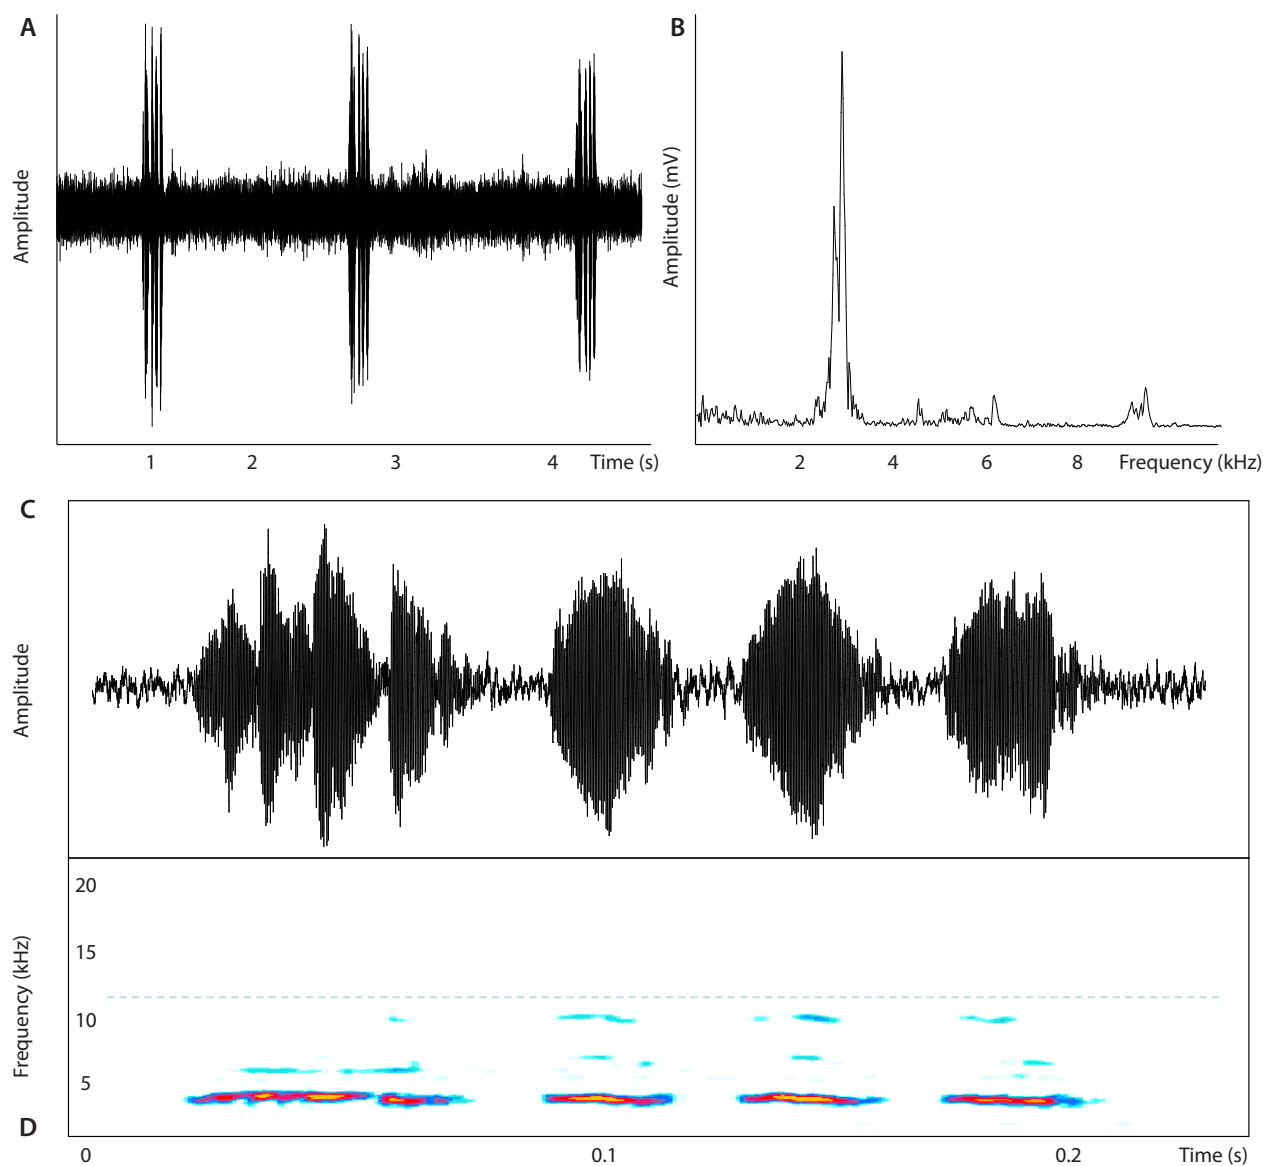 A
Amplitude
1 2 3 4 Time (s)
B
Amplitude (mV)
2 4 6 8 Frequency (kHz)
C
Amplitude
20
15
10
5
Frequency (kHz)
D
0 0.1 0.2 Time (s)